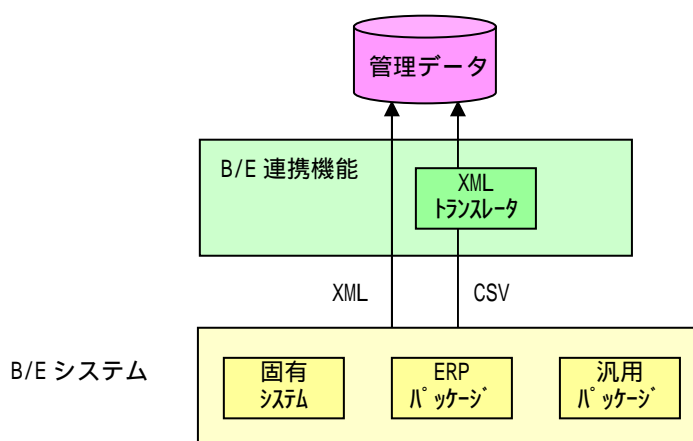 管理データ
B/E 連携機能
XML
ﾄﾗﾝｽﾚｰﾀ
XML
CSV
B/E システム
固有
ｼｽﾃﾑ
ERP
ﾊﾟｯｹｰｼﾞ
汎用
ﾊﾟｯｹｰｼﾞ